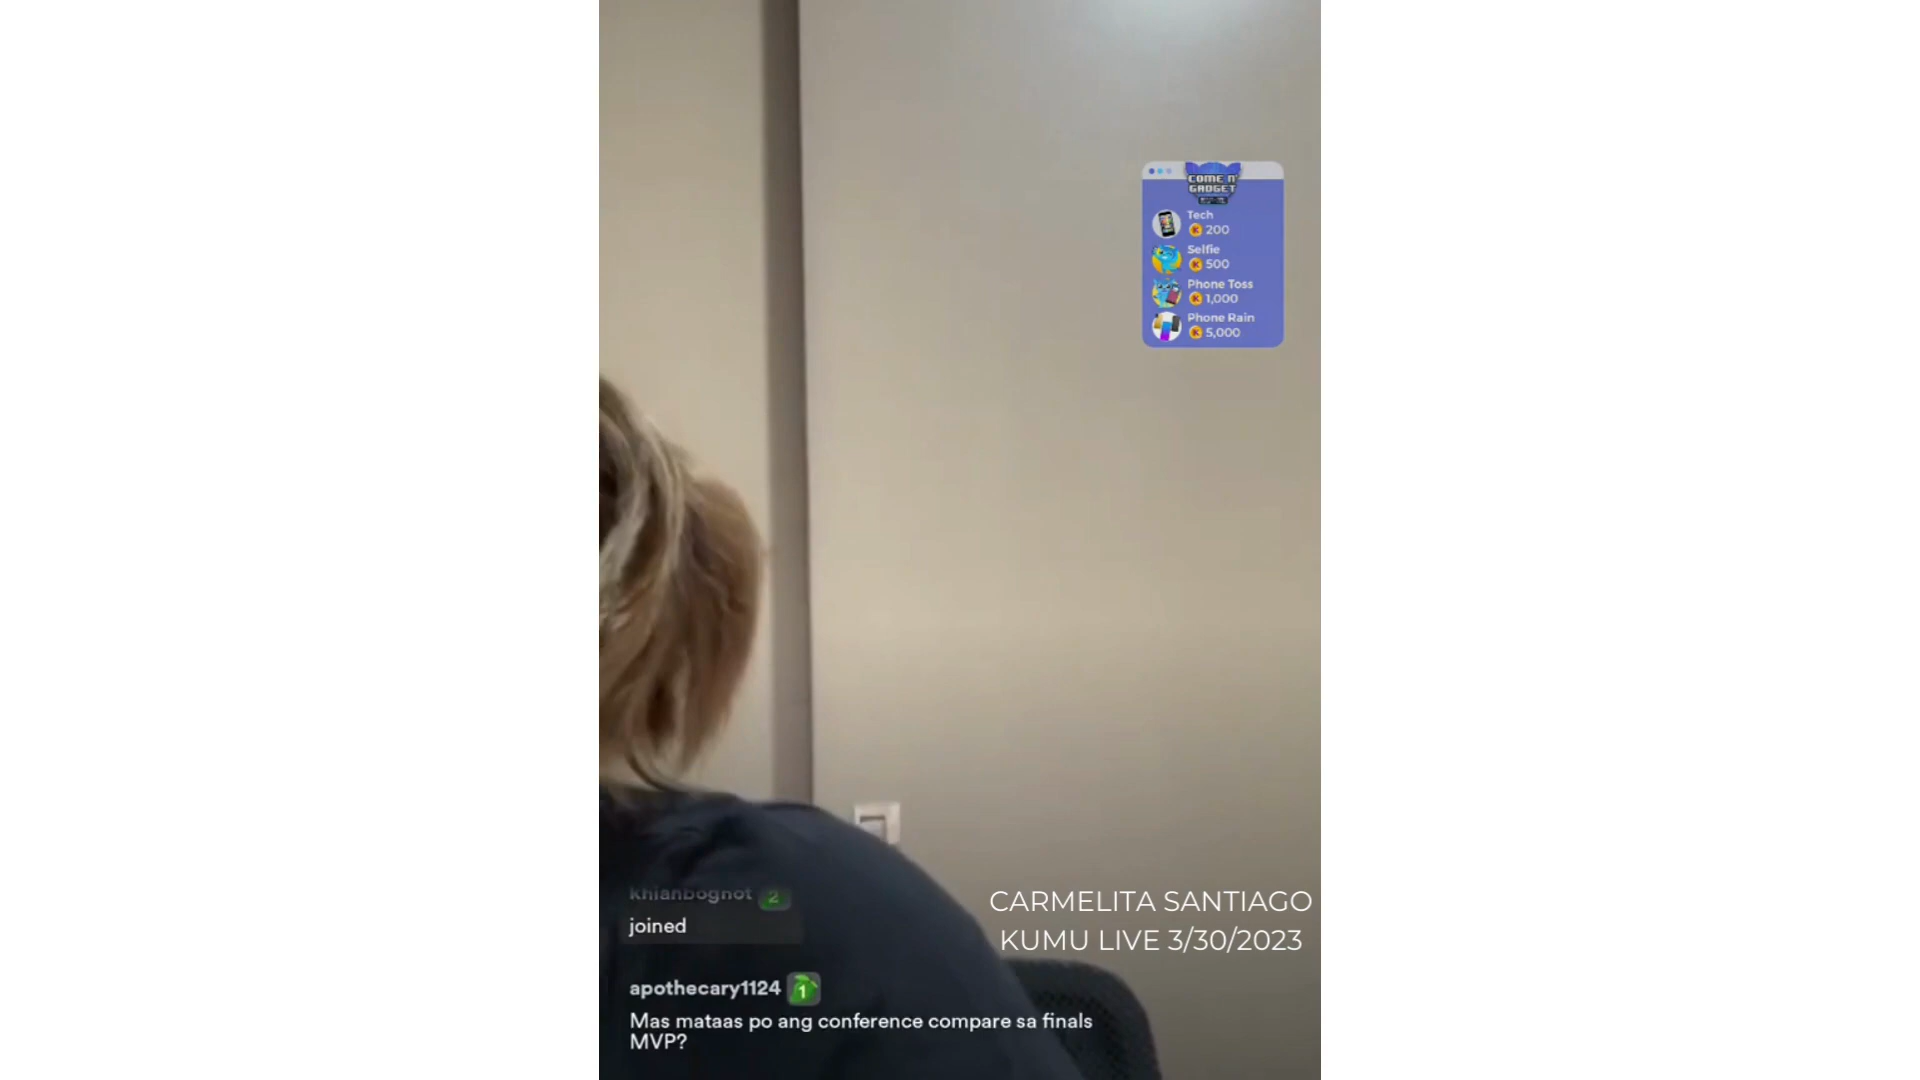 COME N'
GADGET
Tech
200
Selfie
500
Phone Toss
1,000
Phone Rain
5,000
khianbognot 2
joined
CARMELITA SANTIAGO
KUMU LIVE 3/30/2023
apothecary1124 1
Mas mataas po ang conference compare sa finals
MVP?